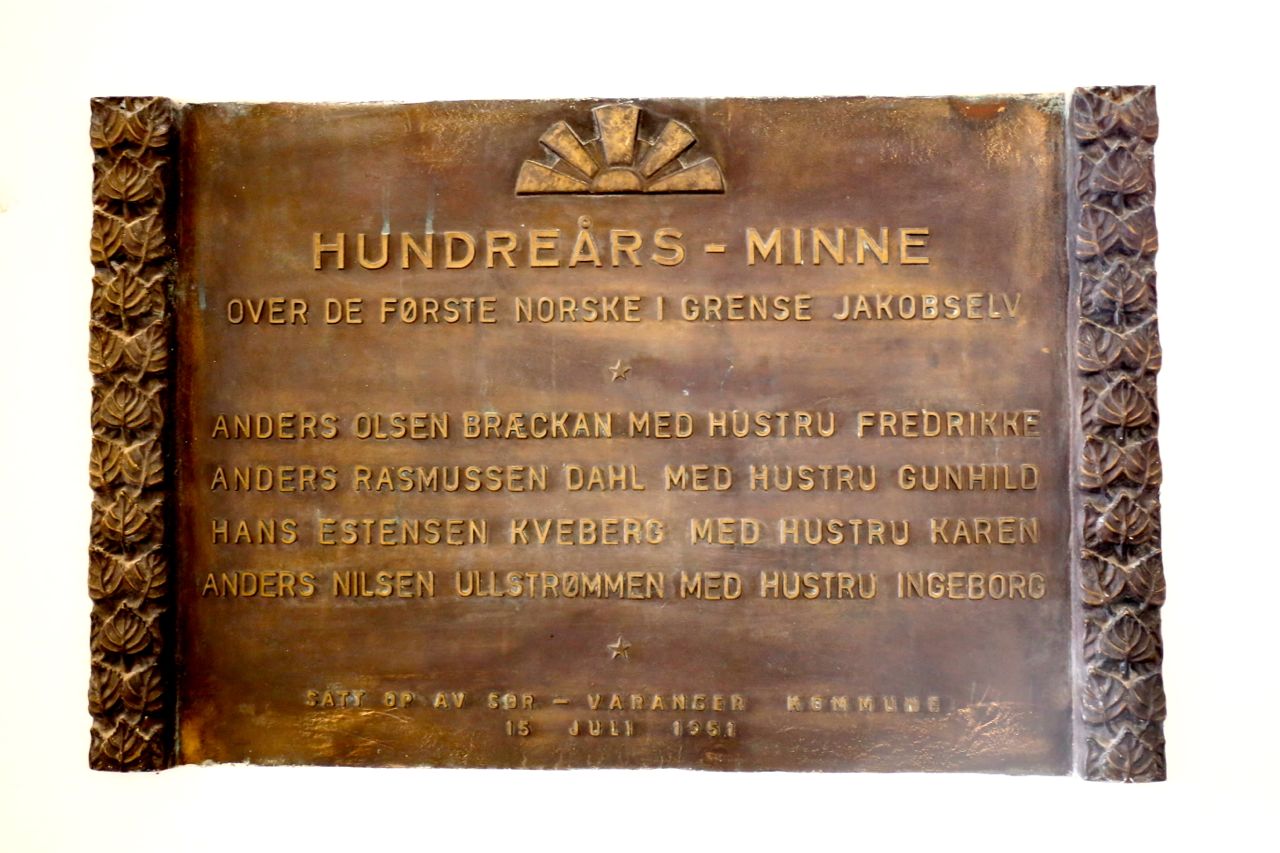 HUNDREÅRS - MINNE
OVER DE FØRSTE NORSKE I GRENSE JAKOBSELV
ANDERS OLSEN BRÆCKAN MED HUSTRU FREDRIKKE
ANDERS RASMUSSEN DAHL MED HUSTRU GUNHILD
HANS ESTENSEN KVEBERG MED HUSTRU KAREN
ANDERS NILSEN ULLSTRØMMEN MED HUSTRU INGEBORG
SATT OP AV SØR - VARANGER KOMMUNE
15 JULI 1951